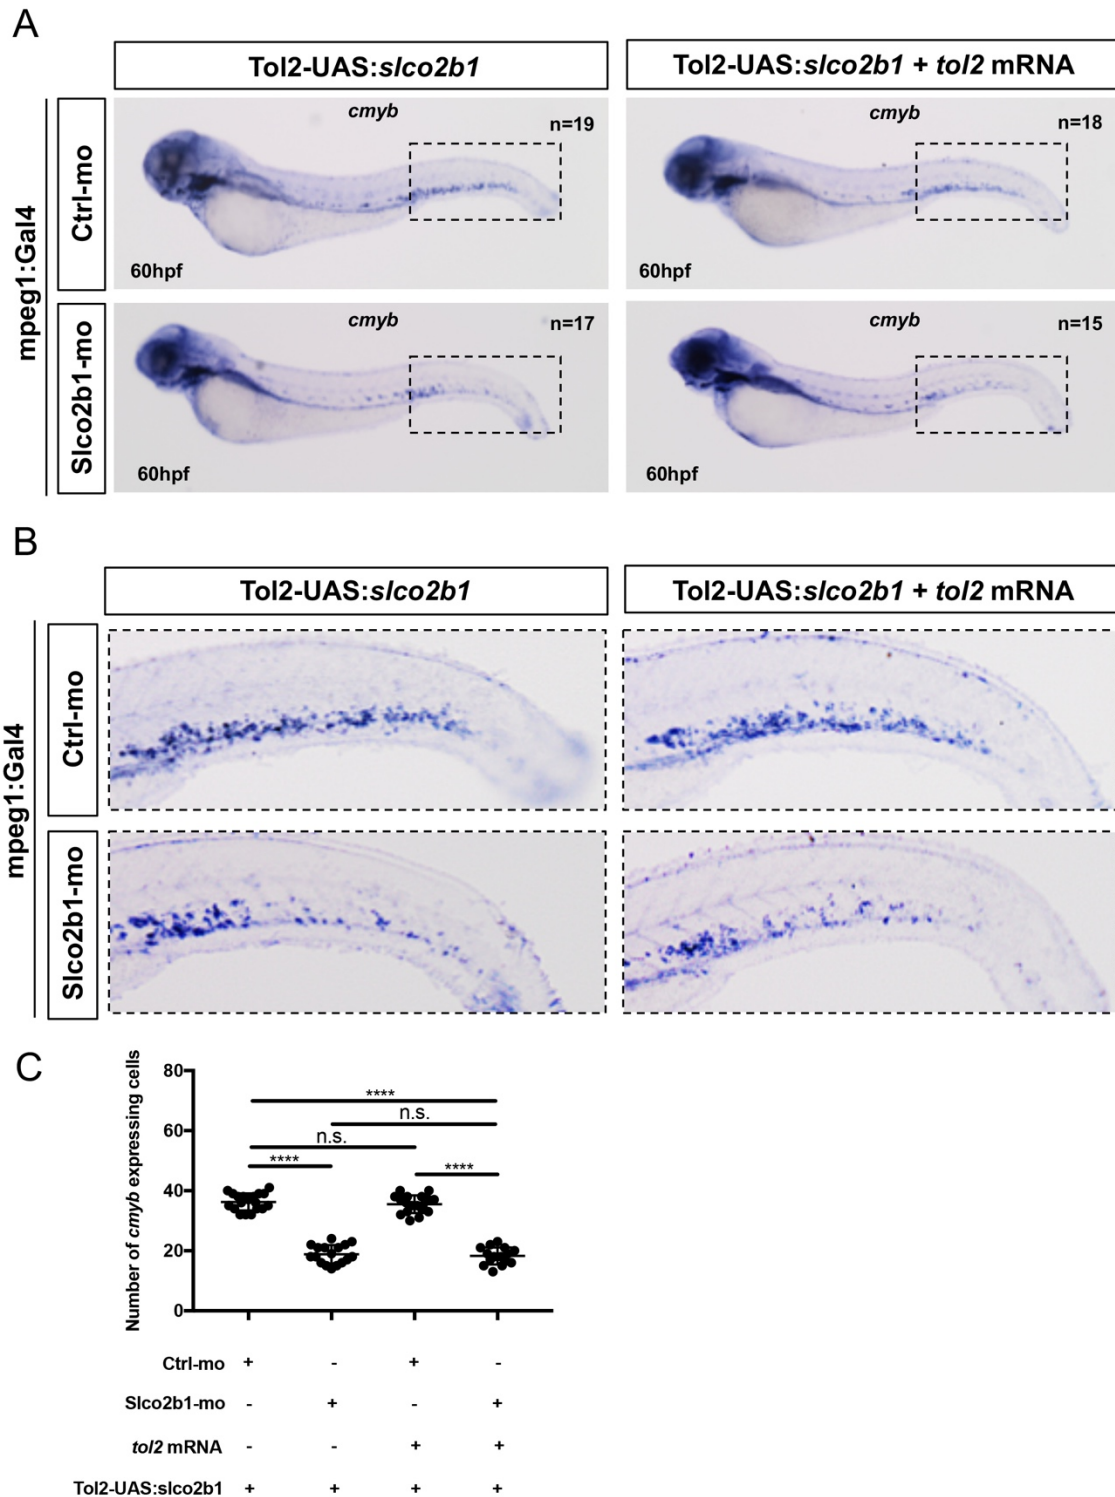 A
Tol2-UAS:slco2b1
Tol2-UAS:slco2b1 + tol2 mRNA
mpeg1:Gal4
Ctrl-mo
cmyb
n=19
60hpf
cmyb
n=18
60hpf
Slco2b1-mo
cmyb
n=17
60hpf
cmyb
n=15
60hpf
B
Tol2-UAS:slco2b1
Tol2-UAS:slco2b1 + tol2 mRNA
mpeg1:Gal4
Ctrl-mo
Slco2b1-mo
C
Number of cmyb expressing cells
80
60
40
20
0
****
n.s.
n.s.
****
****
Ctrl-mo + - + -
Slco2b1-mo - + - +
tol2 mRNA - - + +
Tol2-UAS:slco2b1 + + + +